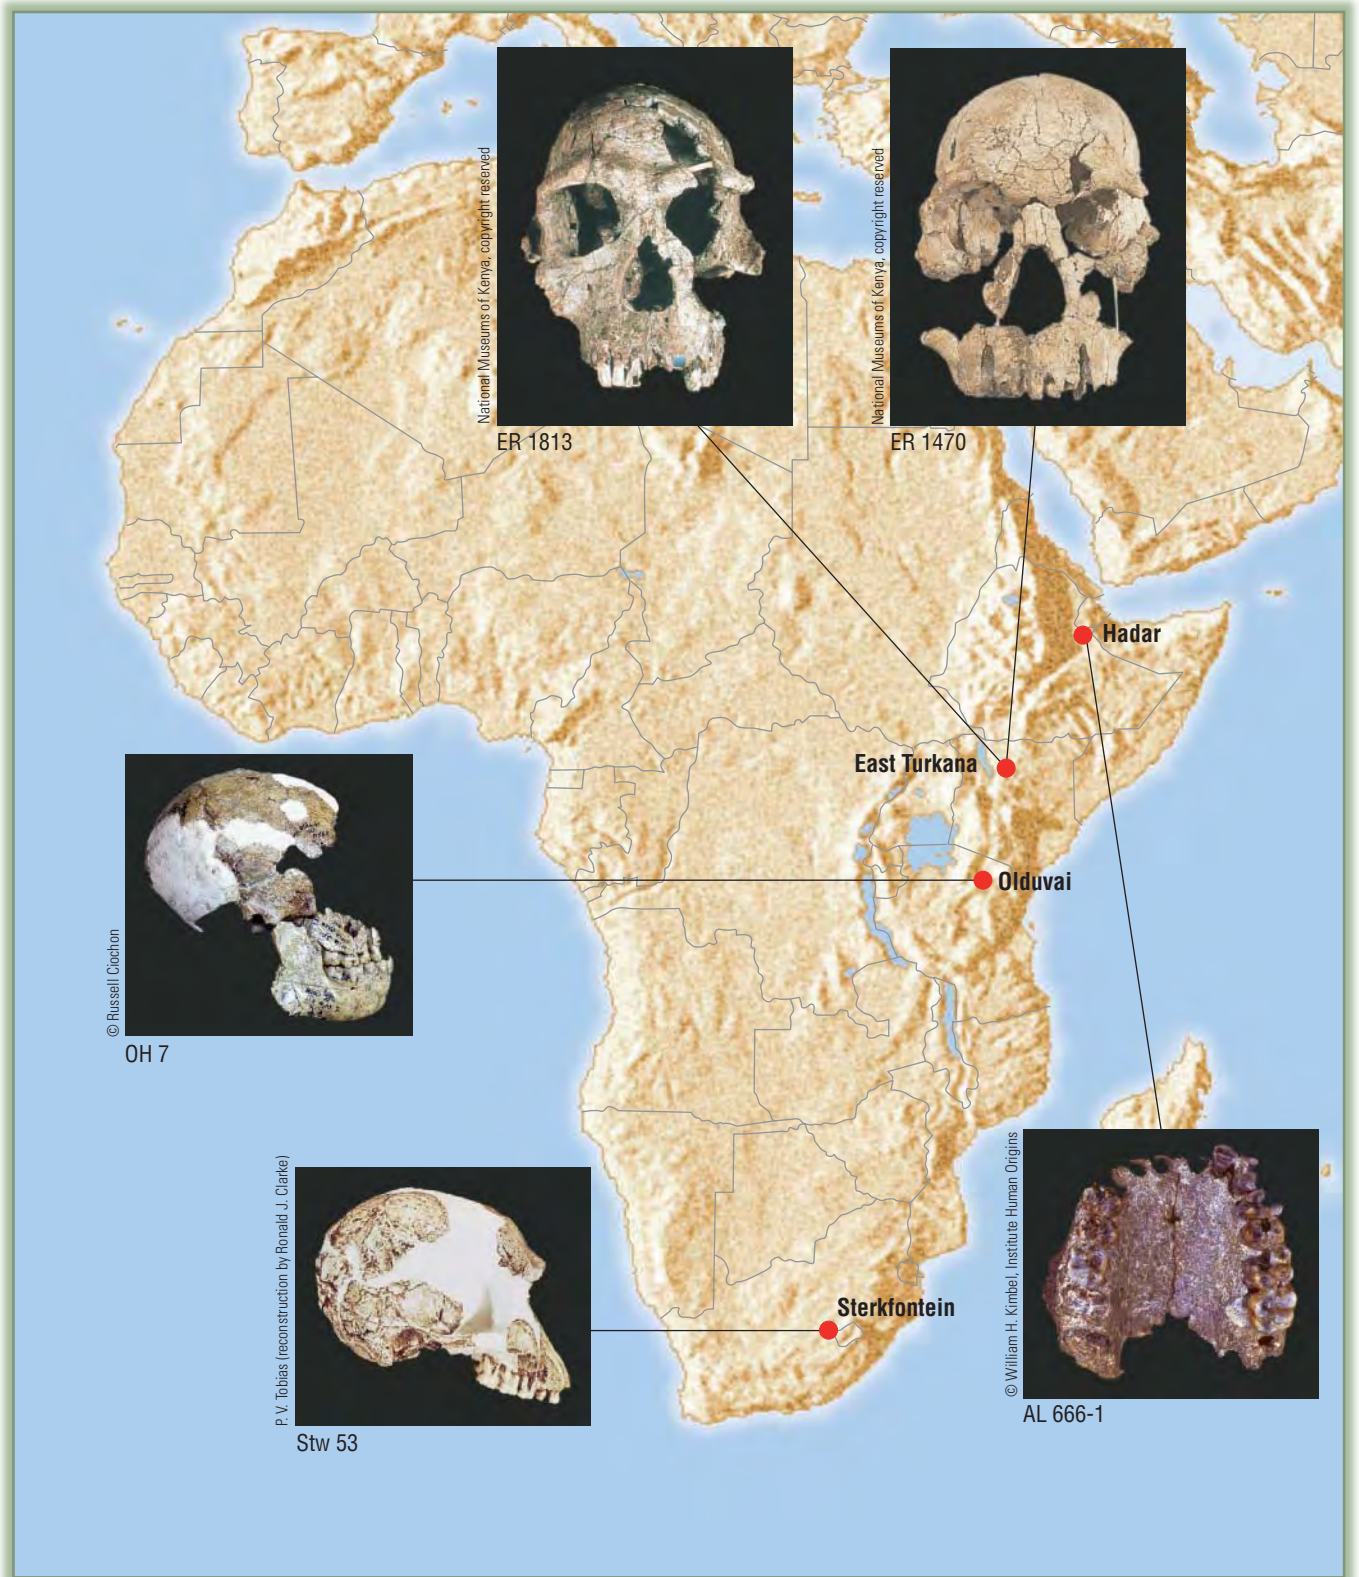 National Museums of Kenya, copyright reserved
ER 1813
National Museums of Kenya, copyright reserved
ER 1470
Hadar
East Turkana
Olduvai
© Russell Ciochon
OH 7
P. V. Tobias (reconstruction by Ronald J. Clarke)
Stw 53
Sterkfontein
© William H. Kimbel, Institute Human Origins
AL 666-1